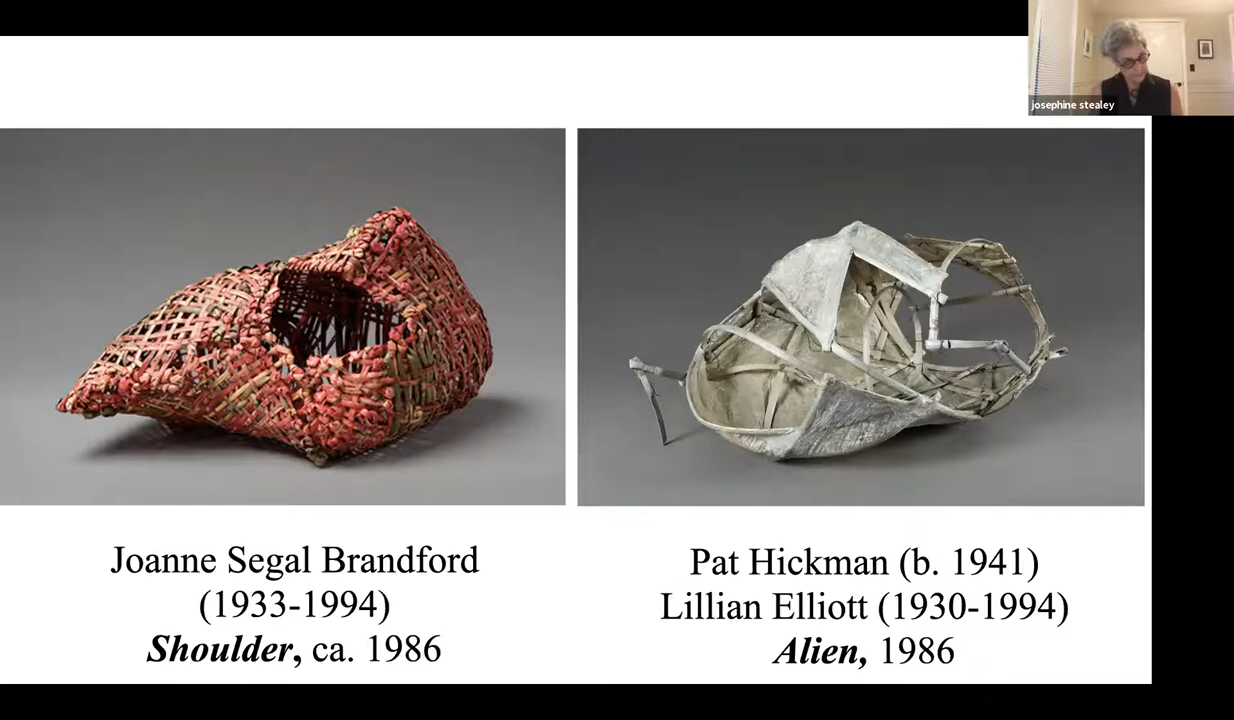 josephine stealey
Joanne Segal Brandford
(1933-1994)
Shoulder, ca. 1986
Pat Hickman (b. 1941)
Lillian Elliott (1930-1994)
Alien, 1986